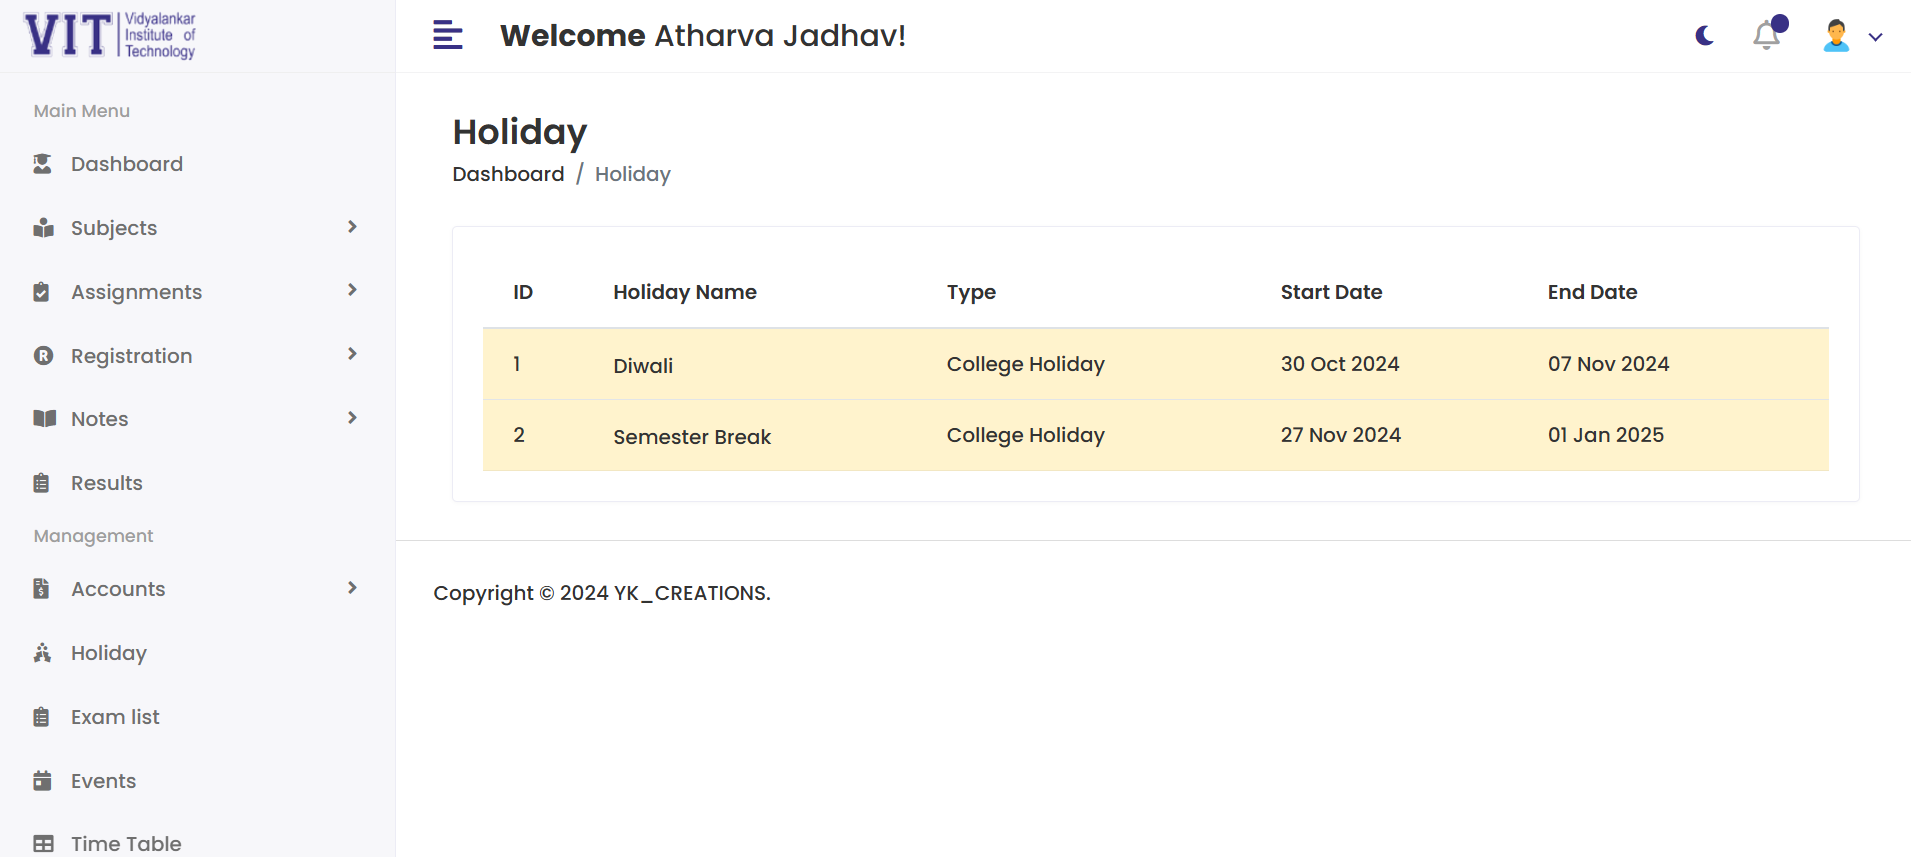 VIT Vidyalankar
Institute of
Technology
Welcome Atharva Jadhav!
Main Menu
Dashboard
Subjects
Assignments
Registration
Notes
Results
Management
Accounts
Holiday
Exam list
Events
Time Table
Holiday
Dashboard / Holiday
ID Holiday Name Type Start Date End Date
1 Diwali College Holiday 30 Oct 2024 07 Nov 2024
2 Semester Break College Holiday 27 Nov 2024 01 Jan 2025
Copyright © 2024 YK_CREATIONS.